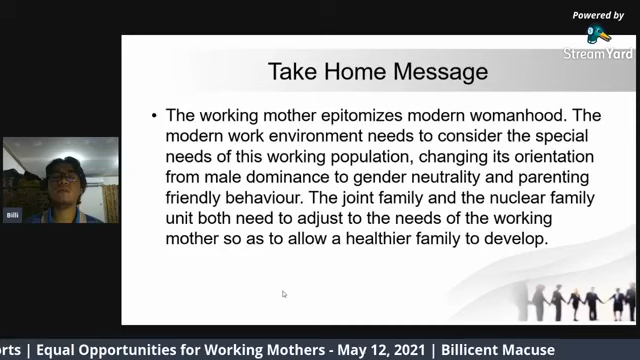 Powered by
StreamYard
Take Home Message
• The working mother epitomizes modern womanhood. The
modern work environment needs to consider the special
needs of this working population, changing its orientation
from male dominance to gender neutrality and parenting
friendly behaviour. The joint family and the nuclear family
unit both need to adjust to the needs of the working
mother so as to allow a healthier family to develop.
Billi
orts | Equal Opportunities for Working Mothers - May 12, 2021 | Billicent Macuse